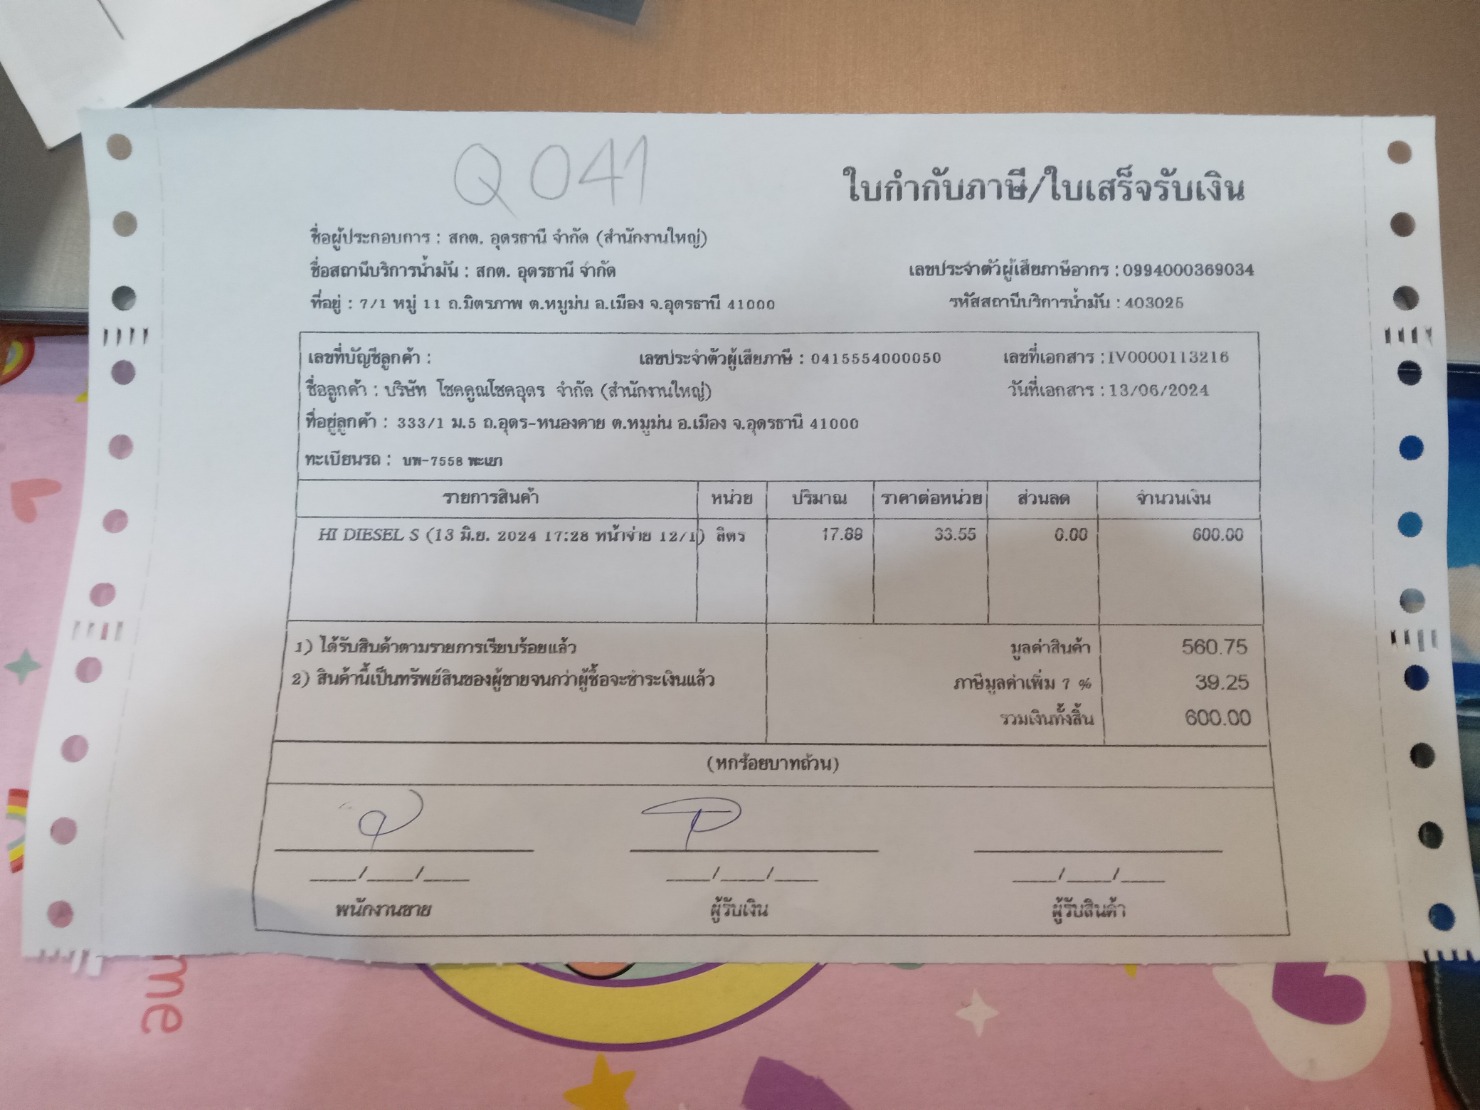 Q 041
ใบกำกับภาษี/ใบเสร็จรับเงิน
ชื่อผู้ประกอบการ : สกต. อุดรธานี จำกัด (สำนักงานใหญ่)
ชื่อสถานีบริการน้ำมัน : สกต. อุดรธานี จำกัด เลขประจำตัวผู้เสียภาษีอากร : 0994000369034
ที่อยู่ : 7/1 หมู่ 11 ถ.มิตรภาพ ต.หมูม่น อ.เมือง จ.อุดรธานี 41000 รหัสสถานีบริการน้ำมัน : 403025
เลขที่บัญชีลูกค้า : เลขประจำตัวผู้เสียภาษี : 0415554000050 เลขที่เอกสาร : IV0000113216
ชื่อลูกค้า : บริษัท โชคคูณโชคอุดร จำกัด (สำนักงานใหญ่) วันที่เอกสาร : 13/06/2024
ที่อยู่ลูกค้า : 333/1 ม.5 ถ.อุดร-หนองคาย ต.หมูม่น อ.เมือง จ.อุดรธานี 41000
ทะเบียนรถ : บพ-7558 พะเยา
รายการสินค้า หน่วย ปริมาณ ราคาต่อหน่วย ส่วนลด จำนวนเงิน
HI DIESEL S (13 มิ.ย. 2024 17:28 หน้าจ่าย 12/1) ลิตร 17.88 33.55 0.00 600.00
1) ได้รับสินค้าตามรายการเรียบร้อยแล้ว มูลค่าสินค้า 560.75
2) สินค้านี้เป็นทรัพย์สินของผู้ขายจนกว่าผู้ซื้อจะชำระเงินแล้ว ภาษีมูลค่าเพิ่ม 7 % 39.25
รวมเงินทั้งสิ้น 600.00
(หกร้อยบาทถ้วน)
___/___/___ ___/___/___ ___/___/___
พนักงานขาย ผู้รับเงิน ผู้รับสินค้า
me